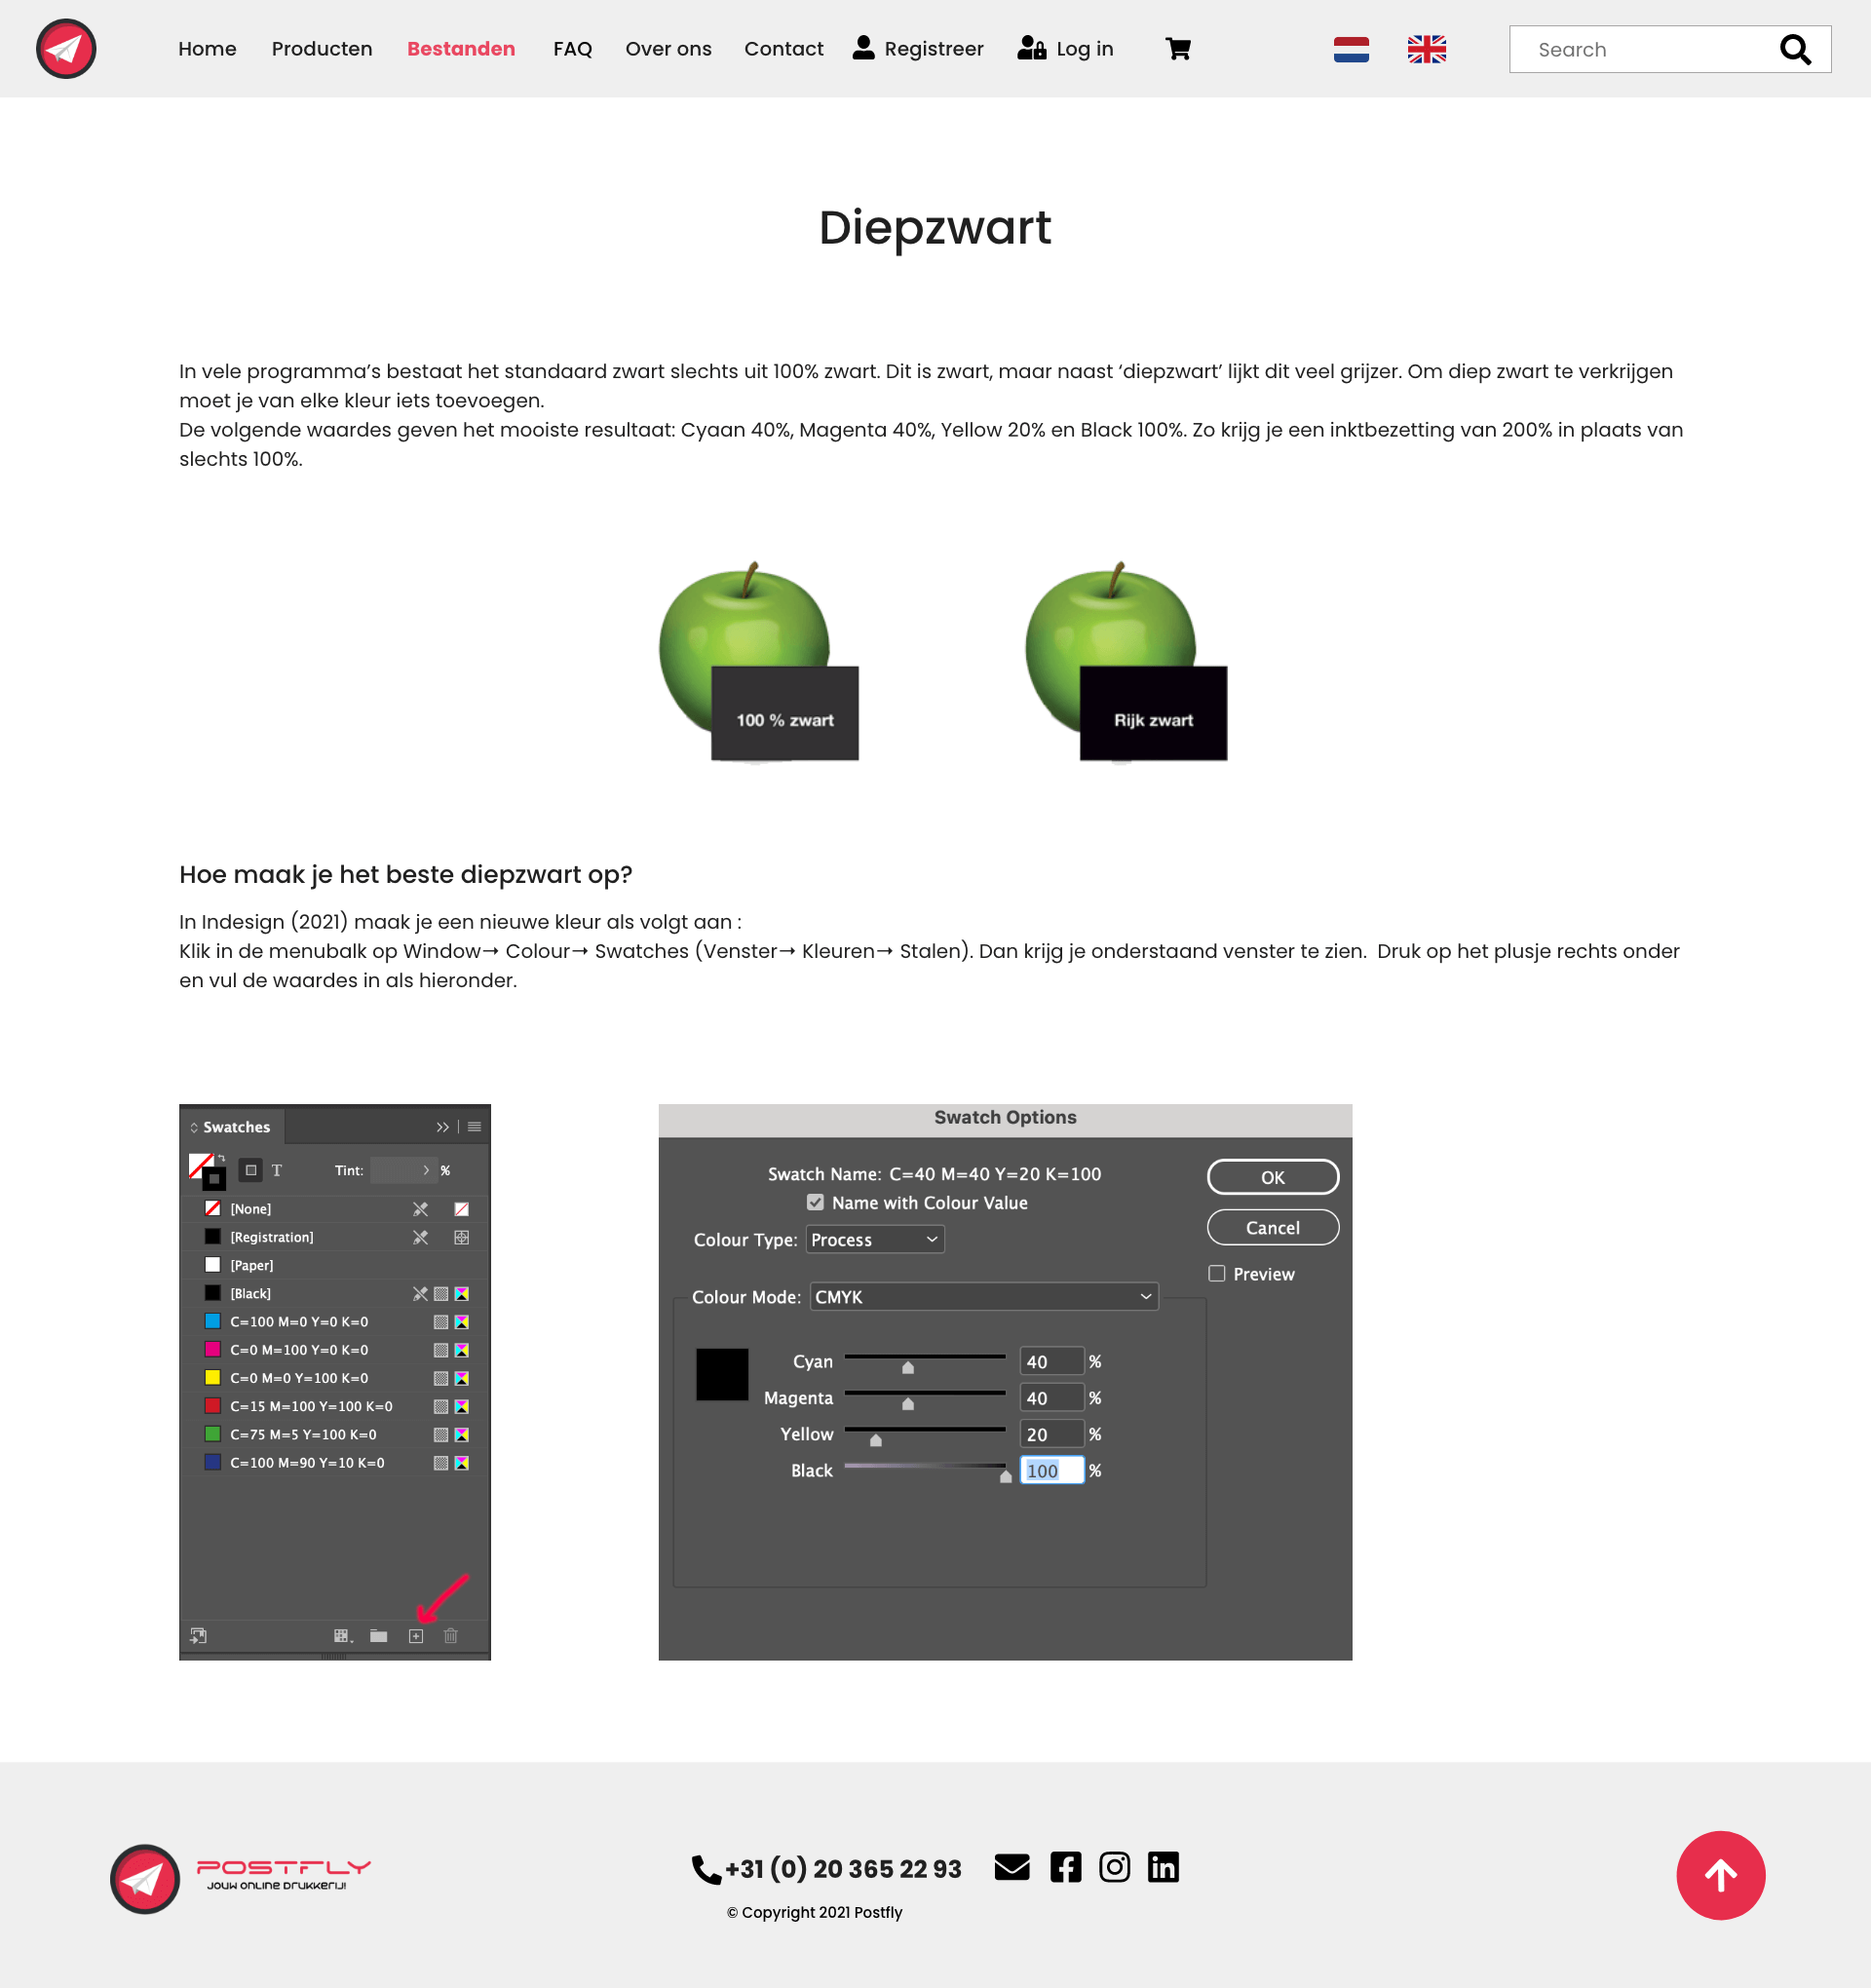 Home Producten Bestanden FAQ Over ons Contact Registreer Log in Search
Diepzwart
In vele programma’s bestaat het standaard zwart slechts uit 100% zwart. Dit is zwart, maar naast ‘diepzwart’ lijkt dit veel grijzer. Om diep zwart te verkrijgen
moet je van elke kleur iets toevoegen.
De volgende waardes geven het mooiste resultaat: Cyaan 40%, Magenta 40%, Yellow 20% en Black 100%. Zo krijg je een inktbezetting van 200% in plaats van
slechts 100%.
100 % zwart
Rijk zwart
Hoe maak je het beste diepzwart op?
In Indesign (2021) maak je een nieuwe kleur als volgt aan :
Klik in de menubalk op Window→ Colour→ Swatches (Venster→ Kleuren→ Stalen). Dan krijg je onderstaand venster te zien. Druk op het plusje rechts onder
en vul de waardes in als hieronder.
Swatches
T Tint: %
[None]
[Registration]
[Paper]
[Black]
C=100 M=0 Y=0 K=0
C=0 M=100 Y=0 K=0
C=0 M=0 Y=100 K=0
C=15 M=100 Y=100 K=0
C=75 M=5 Y=100 K=0
C=100 M=90 Y=10 K=0
Swatch Options
Swatch Name: C=40 M=40 Y=20 K=100
Name with Colour Value
Colour Type: Process
Colour Mode: CMYK
Cyan 40 %
Magenta 40 %
Yellow 20 %
Black 100 %
OK
Cancel
Preview
POSTFLY
JOUW ONLINE DRUKKERIJ!
+31 (0) 20 365 22 93
© Copyright 2021 Postfly